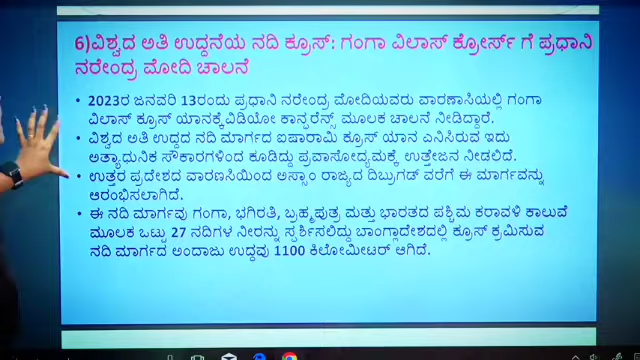 6)ವಿಶ್ವದ ಅತಿ ಉದ್ದನೆಯ ನದಿ ಕ್ರೂಸ್: ಗಂಗಾ ವಿಲಾಸ್ ಕ್ರೋರ್ಸ್ ಗೆ ಪ್ರಧಾನಿ
ನರೇಂದ್ರ ಮೋದಿ ಚಾಲನೆ
• 2023ರ ಜನವರಿ 13ರಂದು ಪ್ರಧಾನಿ ನರೇಂದ್ರ ಮೋದಿಯವರು ವಾರಣಾಸಿಯಲ್ಲಿ ಗಂಗಾ
ವಿಲಾಸ್ ಕ್ರೂಸ್ ಯಾನಕ್ಕೆವಿಡಿಯೋ ಕಾನ್ಫರೆನ್ಸ್ ಮೂಲಕ ಚಾಲನೆ ನೀಡಿದ್ದಾರೆ.
• ವಿಶ್ವದ ಅತಿ ಉದ್ದದ ನದಿ ಮಾರ್ಗದ ಐಷಾರಾಮಿ ಕ್ರೂಸ್ ಯಾನ ಎನಿಸಿರುವ ಇದು
ಅತ್ಯಾಧುನಿಕ ಸೌಕಾರಗಳಿಂದ ಕೂಡಿದ್ದು ಪ್ರವಾಸೋದ್ಯಮಕ್ಕೆ ಉತ್ತೇಜನ ನೀಡಲಿದೆ.
• ಉತ್ತರ ಪ್ರದೇಶದ ವಾರಣಸಿಯಿಂದ ಅಸ್ಸಾಂ ರಾಜ್ಯದ ದಿಬ್ರುಗಡ್ ವರೆಗೆ ಈ ಮಾರ್ಗವನ್ನು
ಆರಂಭಿಸಲಾಗಿದೆ.
• ಈ ನದಿ ಮಾರ್ಗವು ಗಂಗಾ, ಭಗಿರತಿ, ಬ್ರಹ್ಮಪುತ್ರ ಮತ್ತು ಭಾರತದ ಪಶ್ಚಿಮ ಕರಾವಳಿ ಕಾಲುವೆ
ಮೂಲಕ ಒಟ್ಟು 27 ನದಿಗಳ ನೀರನ್ನು ಸ್ಪರ್ಶಿಸಲಿದ್ದು ಬಾಂಗ್ಲಾದೇಶದಲ್ಲಿ ಕ್ರೂಸ್ ಕ್ರಮಿಸುವ
ನದಿ ಮಾರ್ಗದ ಅಂದಾಜು ಉದ್ದವು 1100 ಕಿಲೋಮೀಟರ್ ಆಗಿದೆ.